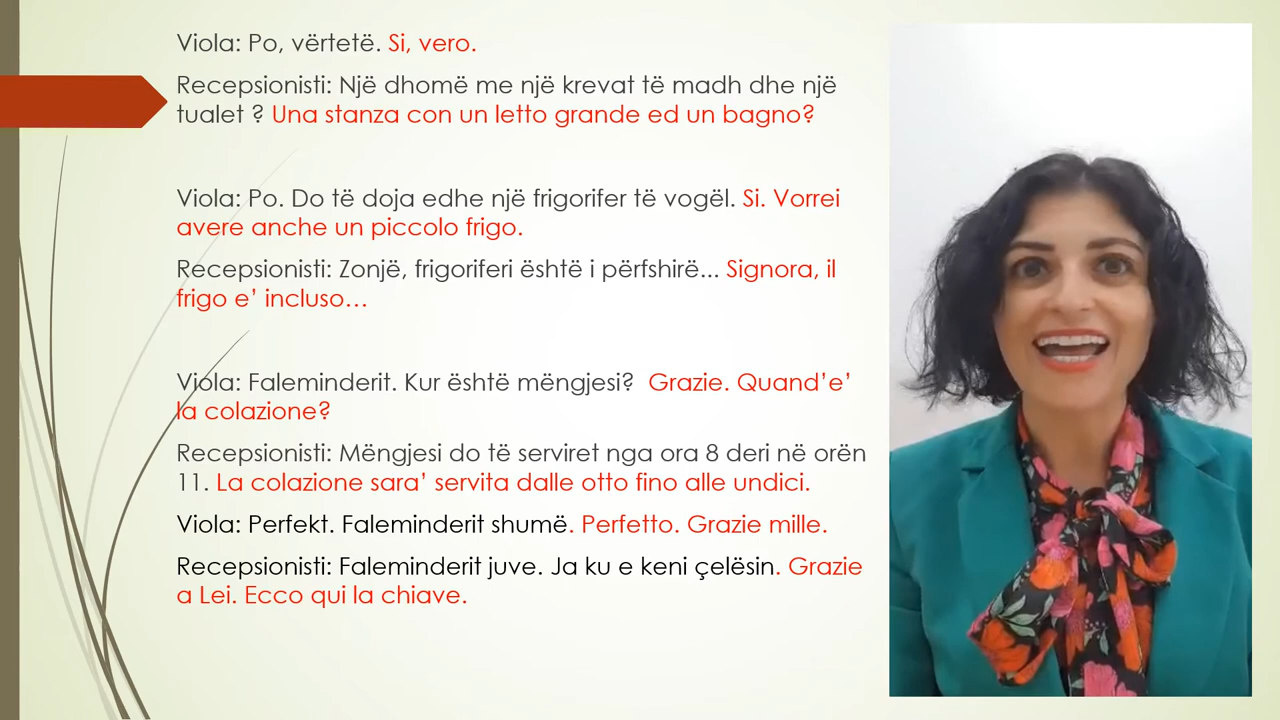 Viola: Po, vërtetë. Si, vero.
Recepsionisti: Një dhomë me një krevat të madh dhe një
tualet ? Una stanza con un letto grande ed un bagno?
Viola: Po. Do të doja edhe një frigorifer të vogël. Si. Vorrei
avere anche un piccolo frigo.
Recepsionisti: Zonjë, frigoriferi është i përfshirë... Signora, il
frigo e’ incluso…
Viola: Faleminderit. Kur është mëngjesi?  Grazie. Quand’e’
la colazione?
Recepsionisti: Mëngjesi do të serviret nga ora 8 deri në orën
11. La colazione sara’ servita dalle otto fino alle undici.
Viola: Perfekt. Faleminderit shumë. Perfetto. Grazie mille.
Recepsionisti: Faleminderit juve. Ja ku e keni çelësin. Grazie
a Lei. Ecco qui la chiave.